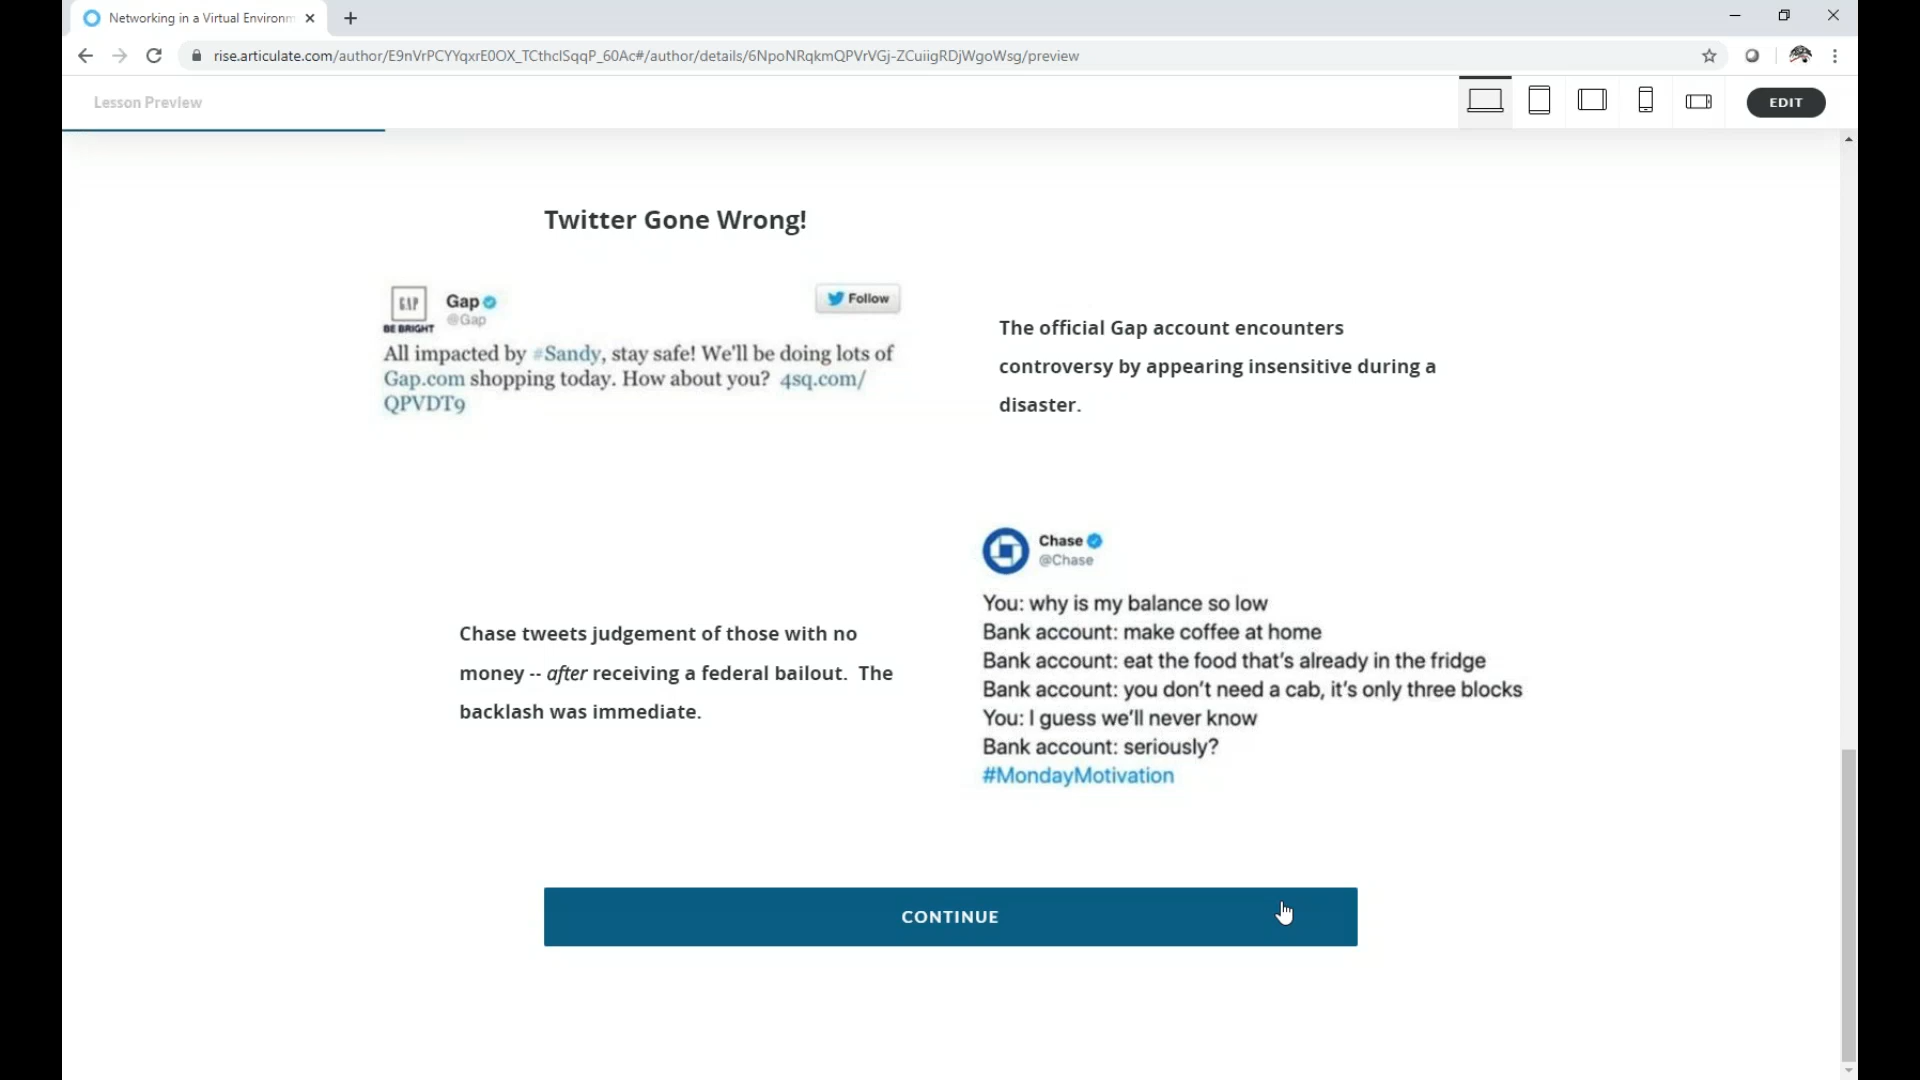 Networking in a Virtual Environm
rise.articulate.com/author/E9nVrPCYYqxrE0OX_TCthclSqqP_60Ac#/author/details/6NpoNRqkmQPVrVGj-ZCuiigRDjWgoWsg/preview
Lesson Preview
EDIT
Twitter Gone Wrong!
GAP
BE BRIGHT
Gap
@Gap
Follow
All impacted by #Sandy, stay safe! We'll be doing lots of
Gap.com shopping today. How about you? 4sq.com/
QPVDT9
The official Gap account encounters
controversy by appearing insensitive during a
disaster.
Chase tweets judgement of those with no
money -- after receiving a federal bailout. The
backlash was immediate.
Chase
@Chase
You: why is my balance so low
Bank account: make coffee at home
Bank account: eat the food that's already in the fridge
Bank account: you don't need a cab, it's only three blocks
You: I guess we'll never know
Bank account: seriously?
#MondayMotivation
CONTINUE